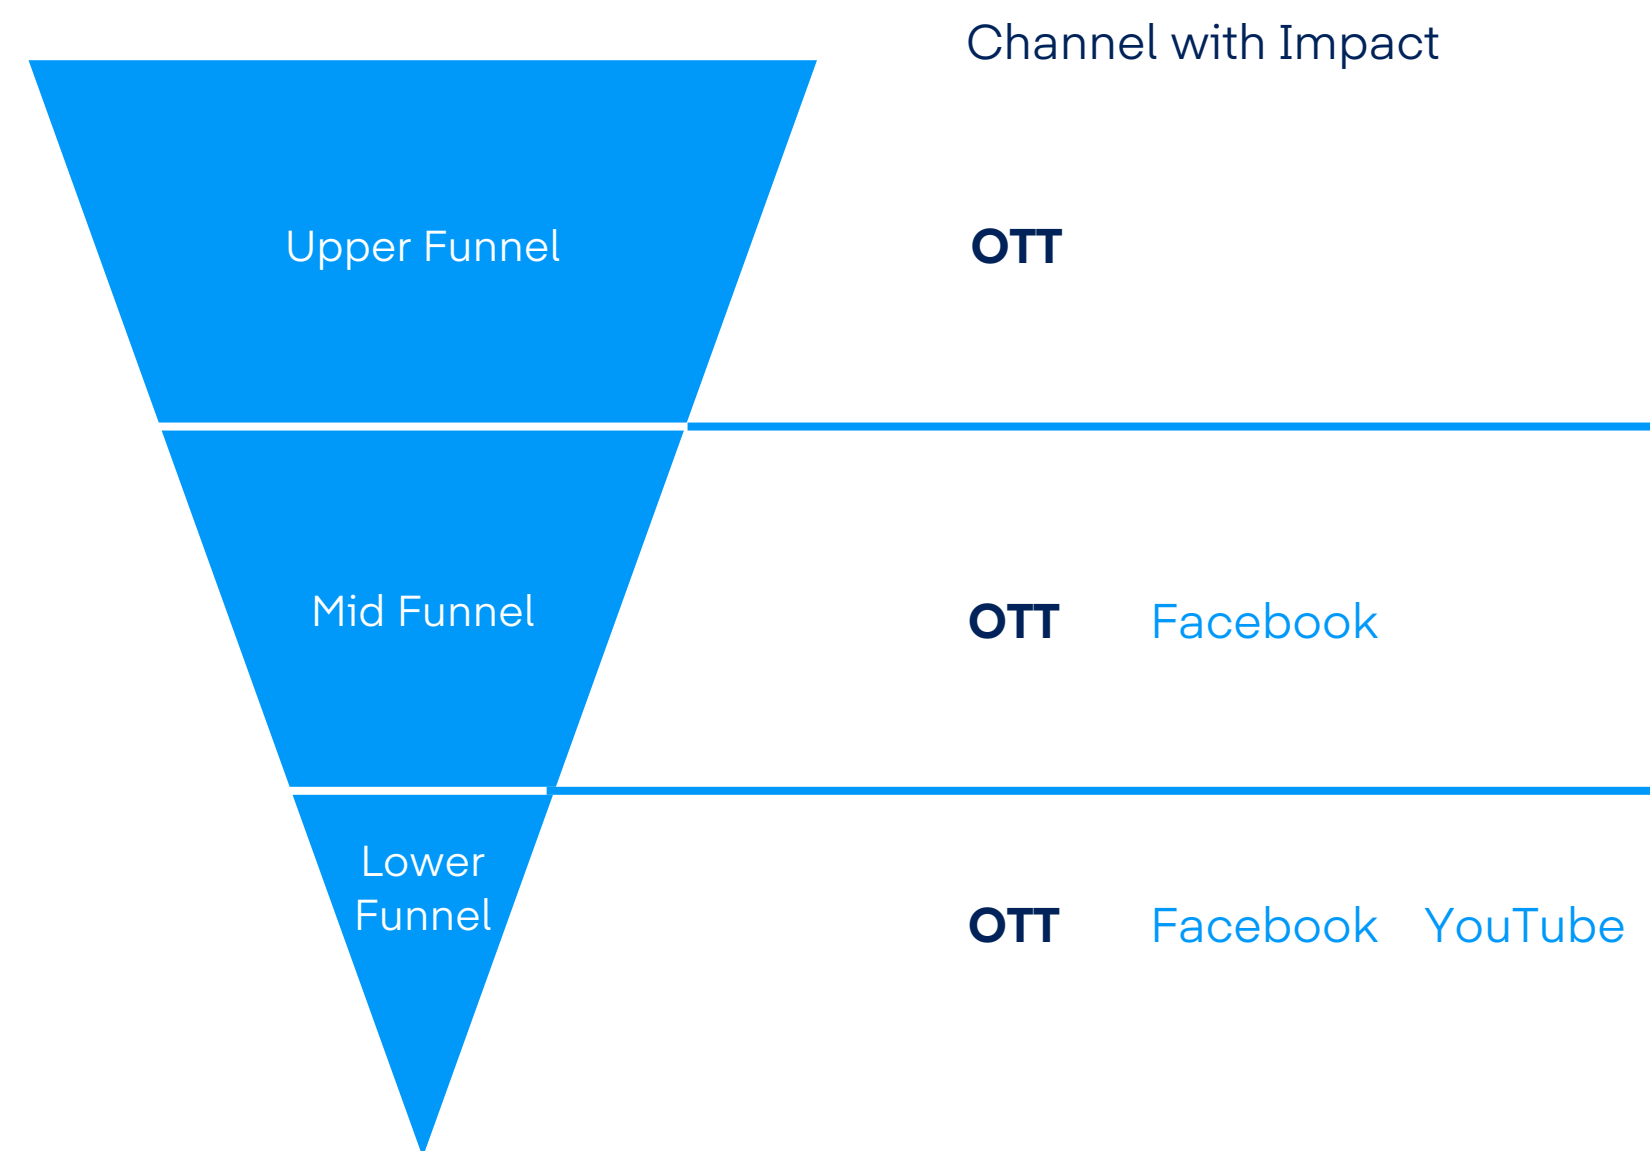 Channel with Impact
Upper Funnel
OTT
Mid Funnel
OTT Facebook
Lower
Funnel
OTT Facebook YouTube